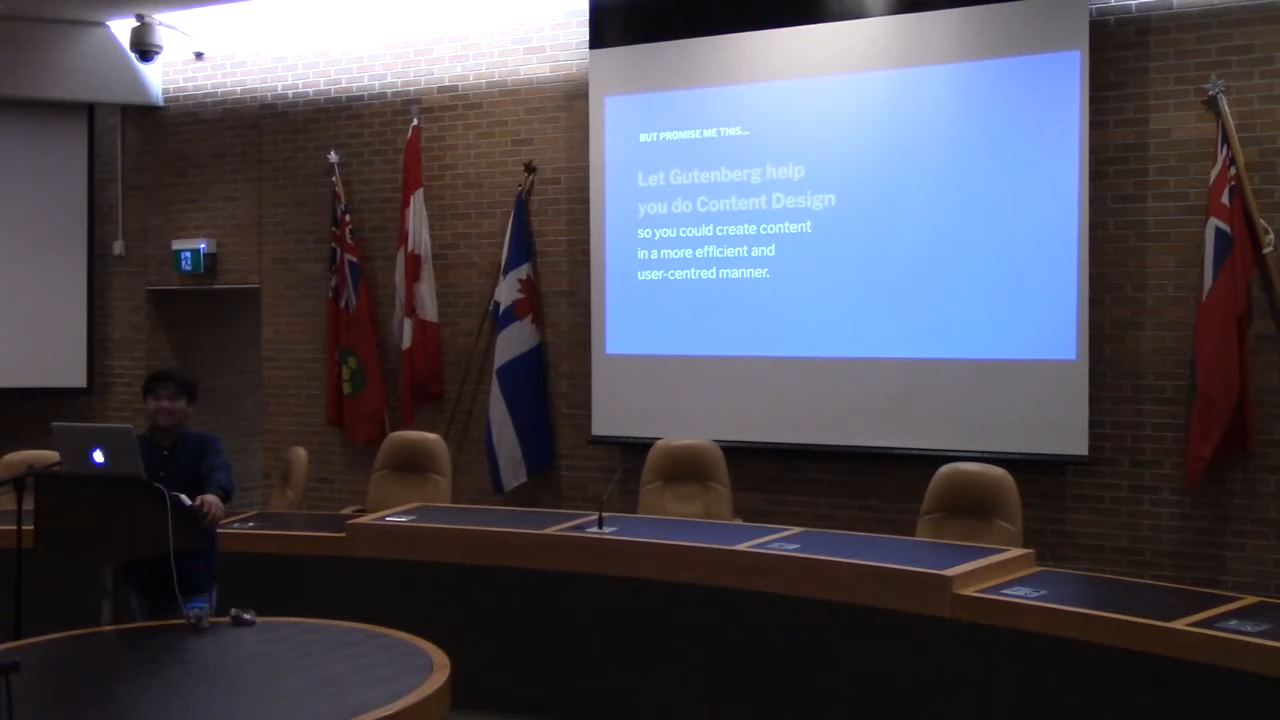 BUT PROMISE ME THIS...
Let Gutenberg help
you do Content Design
so you could create content
in a more efficient and
user-centred manner.